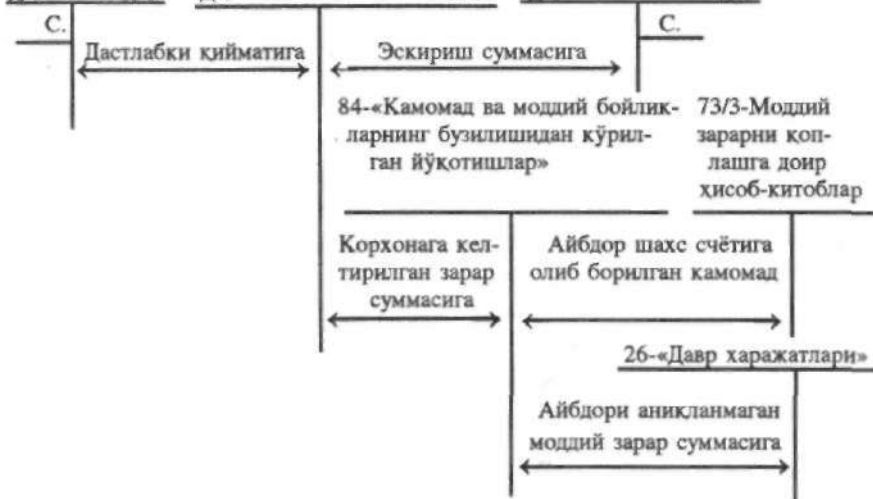 С.
С.
Дастлабки қийматига
Эскириш суммасига
84-«Камомад ва моддий бойлик-
ларнинг бузилишидан кўрил-
ган йўқотишлар»
73/3-Моддий
зарарни қоп-
лашга доир
ҳисоб-китоблар
Корхонага кел-
тирилган зарар
суммасига
Айбдор шахс счётига
олиб борилган камомад
26-«Давр харажатлари»
Айбдори аниқланмаган
моддий зарар суммасига